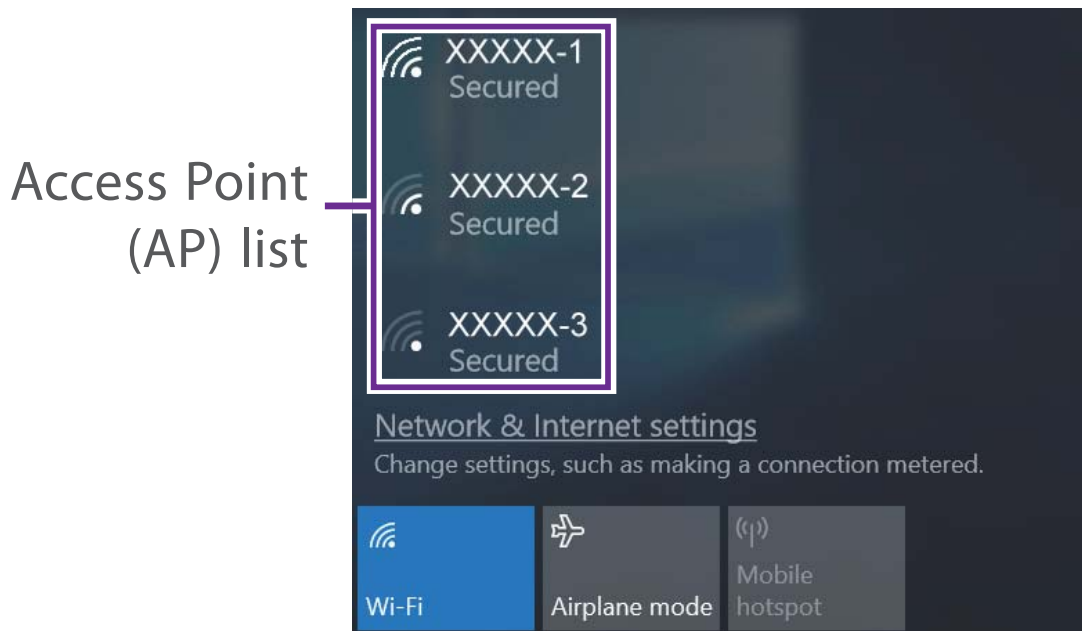 Access Point
(AP) list
XXXXX-1
Secured
XXXXX-2
Secured
XXXXX-3
Secured
Network & Internet settings
Change settings, such as making a connection metered.
Wi-Fi
Airplane mode
Mobile
hotspot